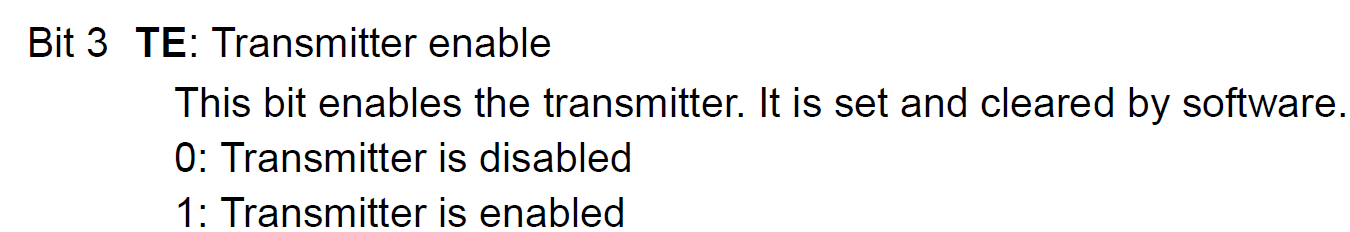 Bit 3 TE: Transmitter enable
This bit enables the transmitter. It is set and cleared by software.
0: Transmitter is disabled
1: Transmitter is enabled